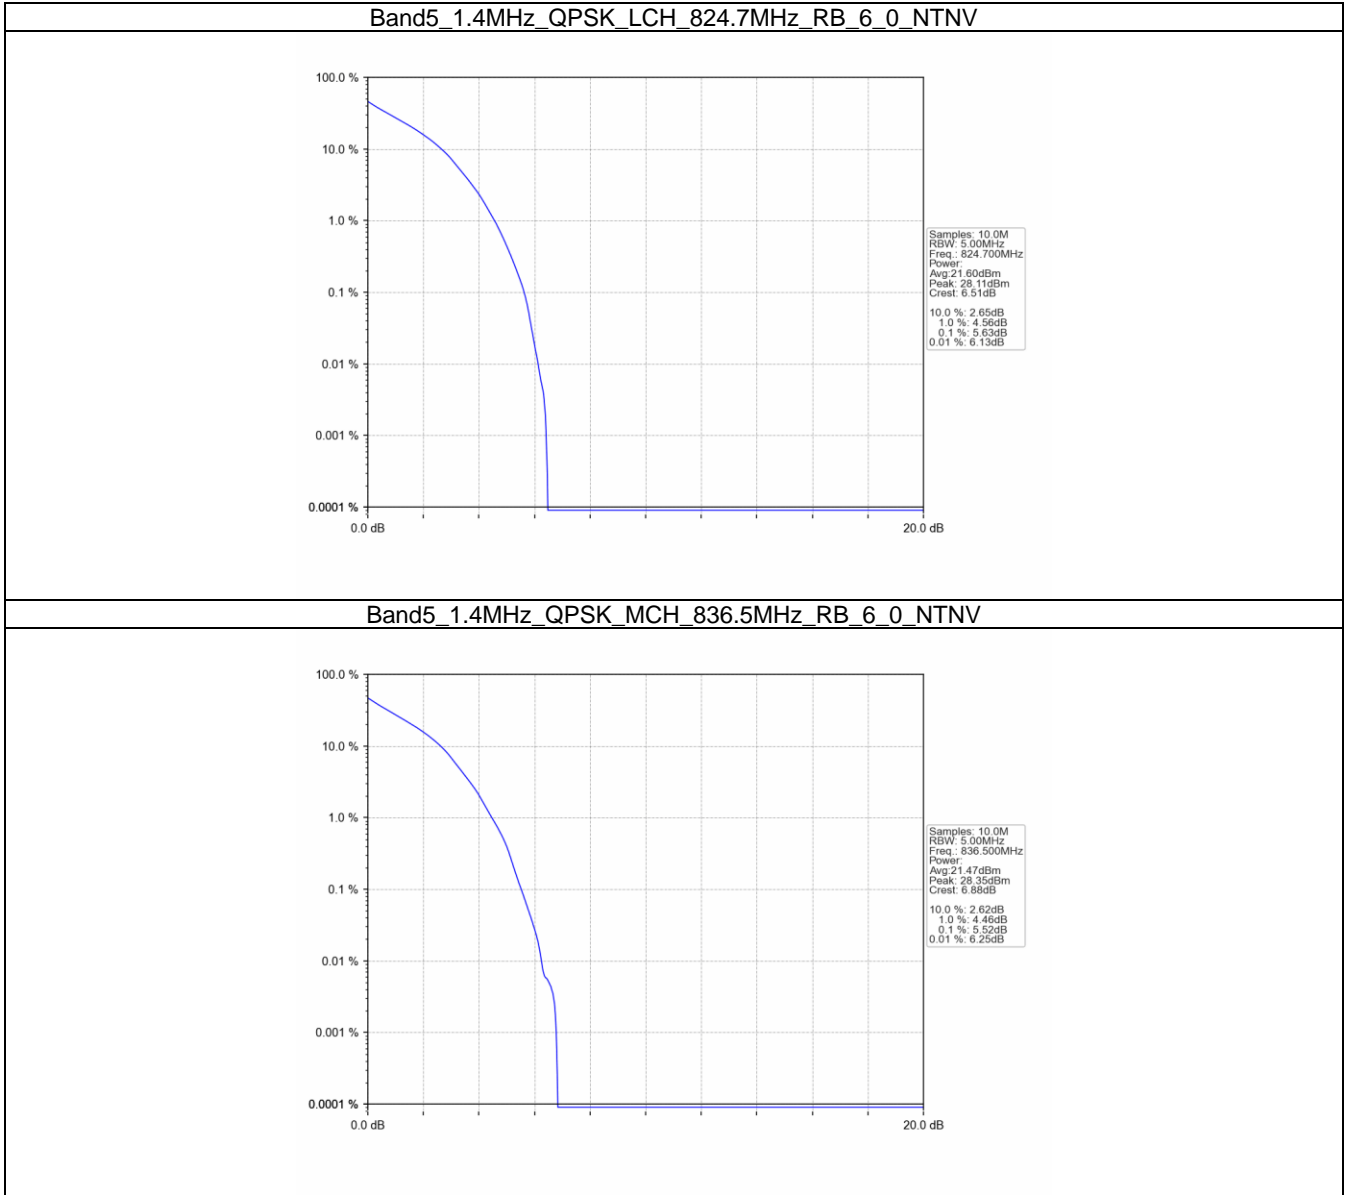 Band5_1.4MHz_QPSK_LCH_824.7MHz_RB_6_0_NTNV
100.0 %
10.0 %
1.0 %
0.1 %
0.01 %
0.001 %
0.0001 %
0.0 dB
20.0 dB
Samples: 10.0M
RBW: 5.00MHz
Freq.: 824.700MHz
Power:
Avg:21.60dBm
Peak: 28.11dBm
Crest: 6.51dB
10.0 %: 2.65dB
1.0 %: 4.56dB
0.1 %: 5.63dB
0.01 %: 6.13dB
Band5_1.4MHz_QPSK_MCH_836.5MHz_RB_6_0_NTNV
100.0 %
10.0 %
1.0 %
0.1 %
0.01 %
0.001 %
0.0001 %
0.0 dB
20.0 dB
Samples: 10.0M
RBW: 5.00MHz
Freq.: 836.500MHz
Power:
Avg:21.47dBm
Peak: 28.35dBm
Crest: 6.88dB
10.0 %: 2.62dB
1.0 %: 4.46dB
0.1 %: 5.52dB
0.01 %: 6.25dB